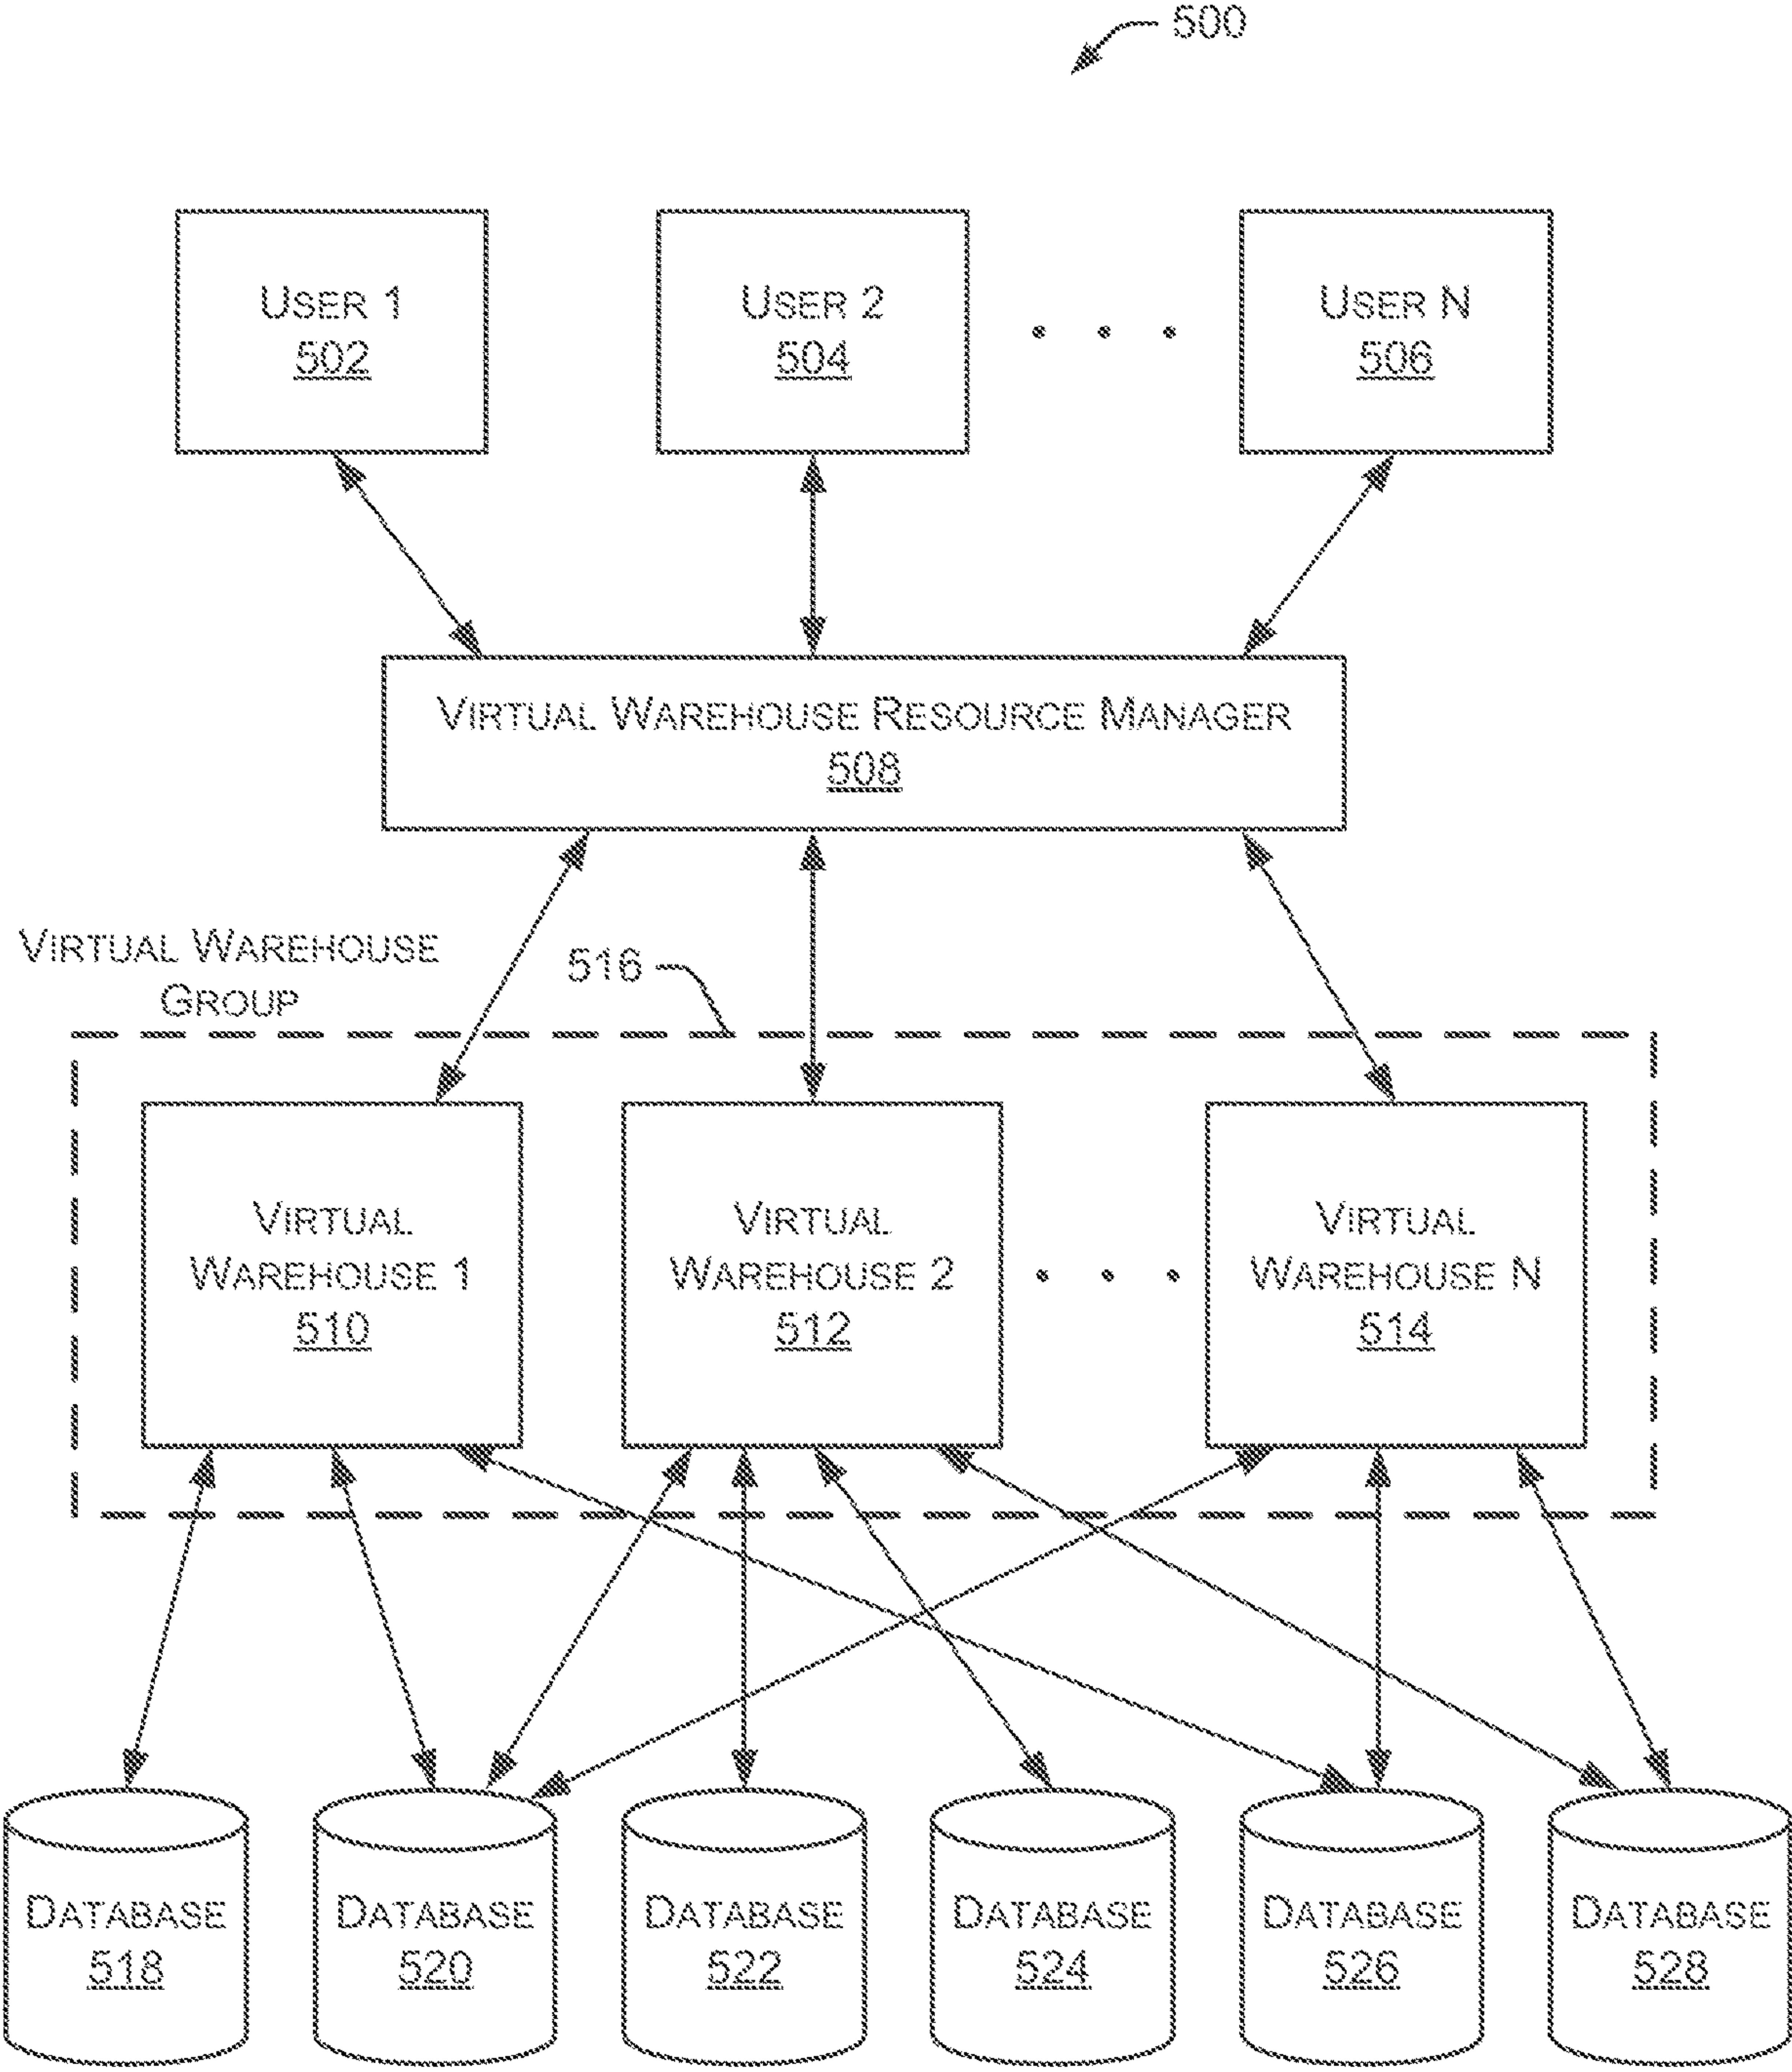 500
USER 1
502
USER 2
504
USER N
506
VIRTUAL WAREHOUSE RESOURCE MANAGER
508
VIRTUAL WAREHOUSE
GROUP
516
VIRTUAL
WAREHOUSE 1
510
VIRTUAL
WAREHOUSE 2
512
VIRTUAL
WAREHOUSE N
514
DATABASE
518
DATABASE
520
DATABASE
522
DATABASE
524
DATABASE
526
DATABASE
528